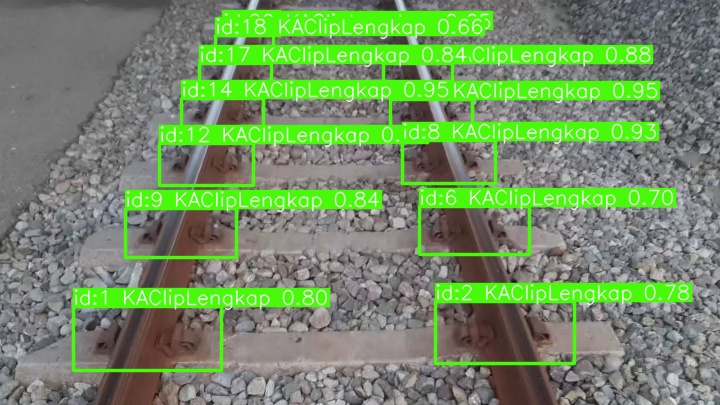 id:18 KAClipLengkap 0.66
id:17 KAClipLengkap 0.84 ClipLengkap 0.88
id:14 KAClipLengkap 0.95 KAClipLengkap 0.95
id:12 KAClipLengkap id:8 KAClipLengkap 0.93
id:9 KAClipLengkap 0.84 id:6 KAClipLengkap 0.70
id:1 KAClipLengkap 0.80 id:2 KAClipLengkap 0.78